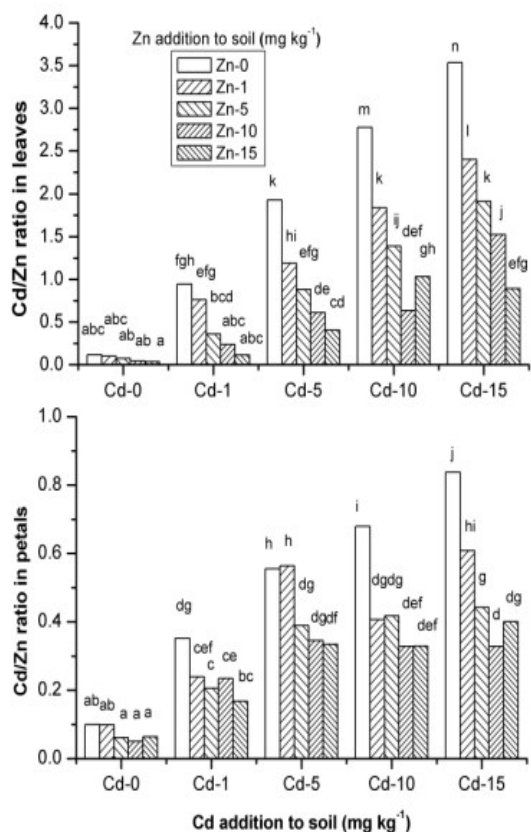 4.0
3.5
3.0
2.5
2.0
1.5
1.0
0.5
0.0
Cd/Zn ratio in leaves
Zn addition to soil (mg kg⁻¹)
Zn-0
Zn-1
Zn-5
Zn-10
Zn-15
abc abc ab ab a
fgh efg bcd abc abc
k hi efg de cd
m k ij def gh
n l k j efg
Cd-0 Cd-1 Cd-5 Cd-10 Cd-15
1.0
0.8
0.6
0.4
0.2
0.0
Cd/Zn ratio in petals
ab ab a a a
dg cef c ce bc
h h dg dg df
i dg dg def def
j hi g d dg
Cd-0 Cd-1 Cd-5 Cd-10 Cd-15
Cd addition to soil (mg kg⁻¹)